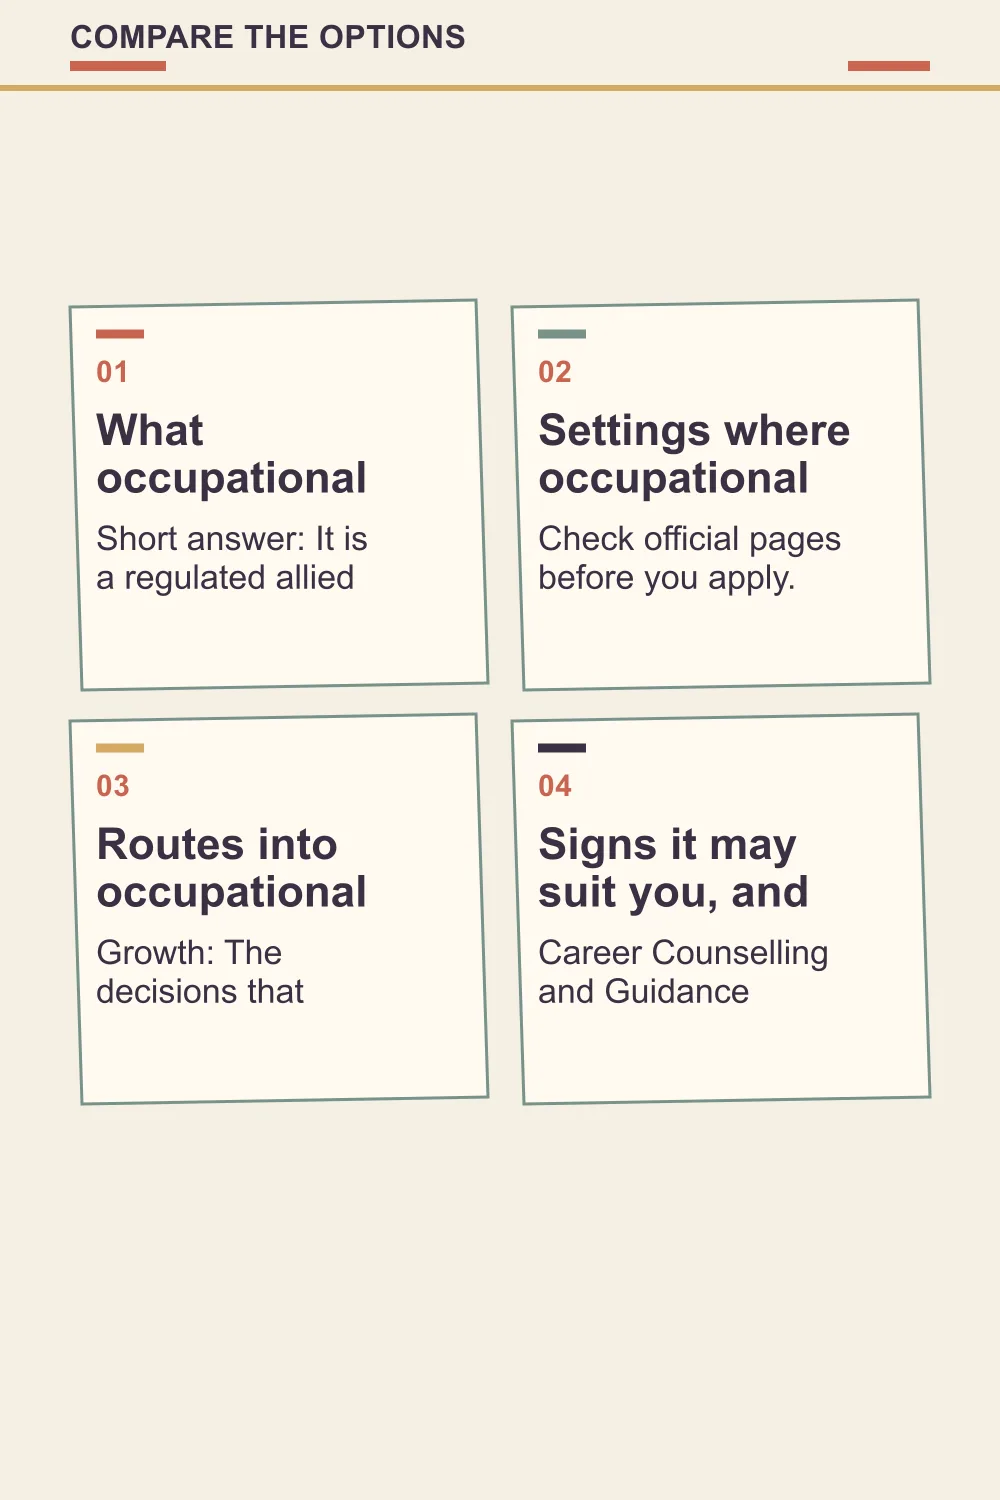 COMPARE THE OPTIONS
01
What
occupational
Short answer: It is
a regulated allied
02
Settings where
occupational
Check official pages
before you apply.
03
Routes into
occupational
Growth: The
decisions that
04
Signs it may
suit you, and
Career Counselling
and Guidance